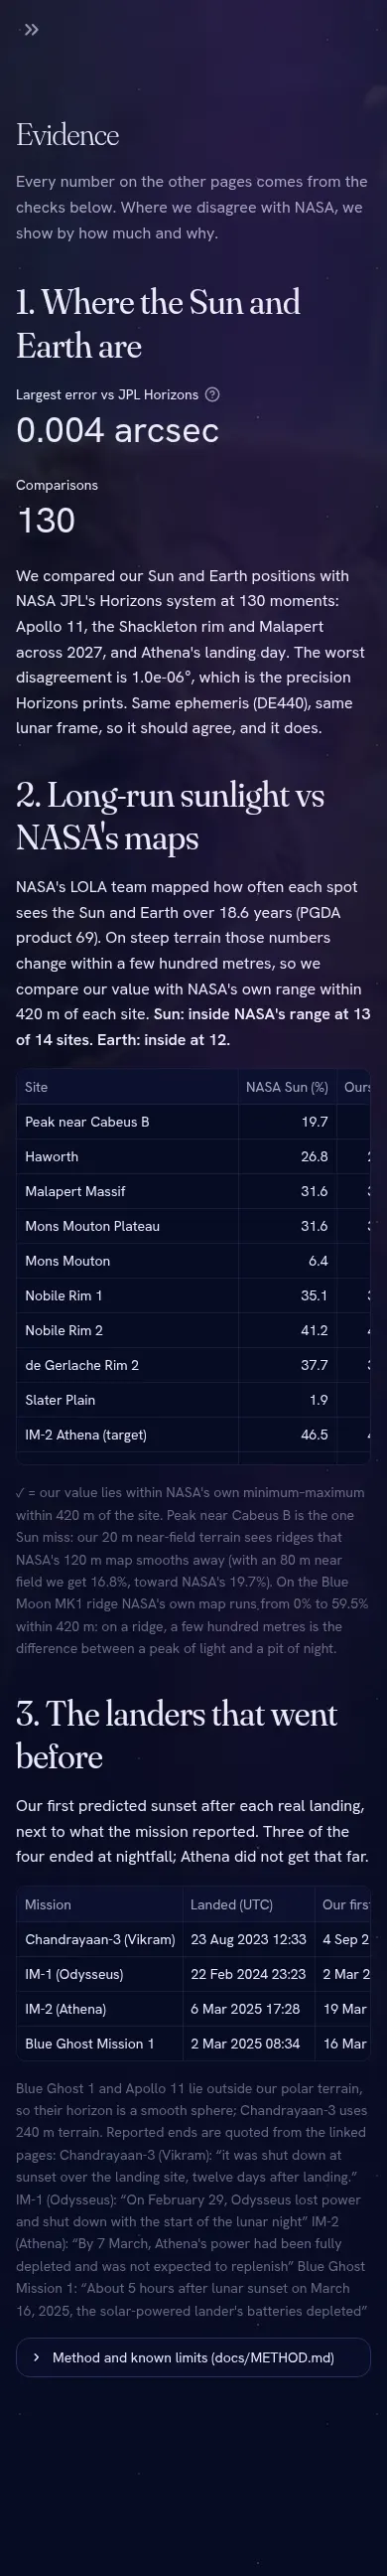 Evidence
Every number on the other pages comes from the
checks below. Where we disagree with NASA, we
show by how much and why.
1. Where the Sun and
Earth are
Largest error vs JPL Horizons
0.004 arcsec
Comparisons
130
We compared our Sun and Earth positions with
NASA JPL's Horizons system at 130 moments:
Apollo 11, the Shackleton rim and Malapert
across 2027, and Athena's landing day. The worst
disagreement is 1.0e-06°, which is the precision
Horizons prints. Same ephemeris (DE440), same
lunar frame, so it should agree, and it does.
2. Long-run sunlight vs
NASA's maps
NASA's LOLA team mapped how often each spot
sees the Sun and Earth over 18.6 years (PGDA
product 69). On steep terrain those numbers
change within a few hundred metres, so we
compare our value with NASA's own range within
420 m of each site. Sun: inside NASA's range at 13
of 14 sites. Earth: inside at 12.
Site NASA Sun (%) Ours
Peak near Cabeus B 19.7
Haworth 26.8
Malapert Massif 31.6
Mons Mouton Plateau 31.6
Mons Mouton 6.4
Nobile Rim 1 35.1
Nobile Rim 2 41.2
de Gerlache Rim 2 37.7
Slater Plain 1.9
IM-2 Athena (target) 46.5
✓ = our value lies within NASA's own minimum–maximum
within 420 m of the site. Peak near Cabeus B is the one
Sun miss: our 20 m near-field terrain sees ridges that
NASA's 120 m map smooths away (with an 80 m near
field we get 16.8%, toward NASA's 19.7%). On the Blue
Moon MK1 ridge NASA's own map runs from 0% to 59.5%
within 420 m: on a ridge, a few hundred metres is the
difference between a peak of light and a pit of night.
3. The landers that went
before
Our first predicted sunset after each real landing,
next to what the mission reported. Three of the
four ended at nightfall; Athena did not get that far.
Mission Landed (UTC) Our first
Chandrayaan-3 (Vikram) 23 Aug 2023 12:33 4 Sep 2
IM-1 (Odysseus) 22 Feb 2024 23:23 2 Mar 2
IM-2 (Athena) 6 Mar 2025 17:28 19 Mar
Blue Ghost Mission 1 2 Mar 2025 08:34 16 Mar
Blue Ghost 1 and Apollo 11 lie outside our polar terrain,
so their horizon is a smooth sphere; Chandrayaan-3 uses
240 m terrain. Reported ends are quoted from the linked
pages: Chandrayaan-3 (Vikram): “it was shut down at
sunset over the landing site, twelve days after landing.”
IM-1 (Odysseus): “On February 29, Odysseus lost power
and shut down with the start of the lunar night” IM-2
(Athena): “By 7 March, Athena's power had been fully
depleted and was not expected to replenish” Blue Ghost
Mission 1: “About 5 hours after lunar sunset on March
16, 2025, the solar-powered lander's batteries depleted”
Method and known limits (docs/METHOD.md)